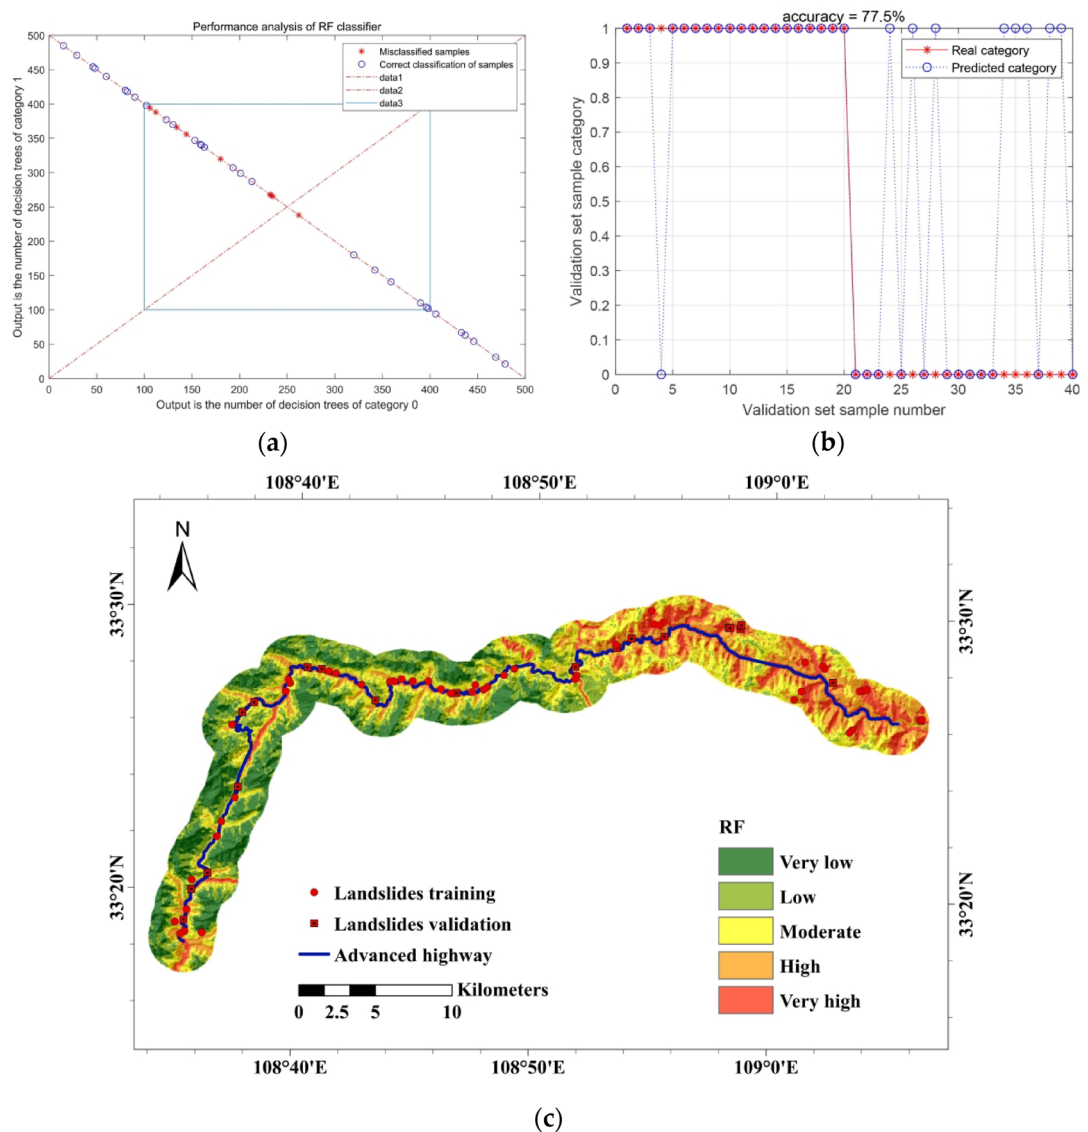 Performance analysis of RF classifier
500
450
400
350
300
250
200
150
100
50
0
Output is the number of decision trees of category 1
Misclassified samples
Correct classification of samples
data1
data2
data3
0 50 100 150 200 250 300 350 400 450 500
Output is the number of decision trees of category 0
(a)
accuracy = 77.5%
1
0.9
0.8
0.7
0.6
0.5
0.4
0.3
0.2
0.1
0
Validation set sample category
Real category
Predicted category
0 5 10 15 20 25 30 35 40
Validation set sample number
(b)
108°40'E 108°50'E 109°0'E
N
33°30'N
33°20'N
33°30'N
33°20'N
Landslides training
Landslides validation
Advanced highway
Kilometers
0 2.5 5 10
RF
Very low
Low
Moderate
High
Very high
108°40'E 108°50'E 109°0'E
(c)